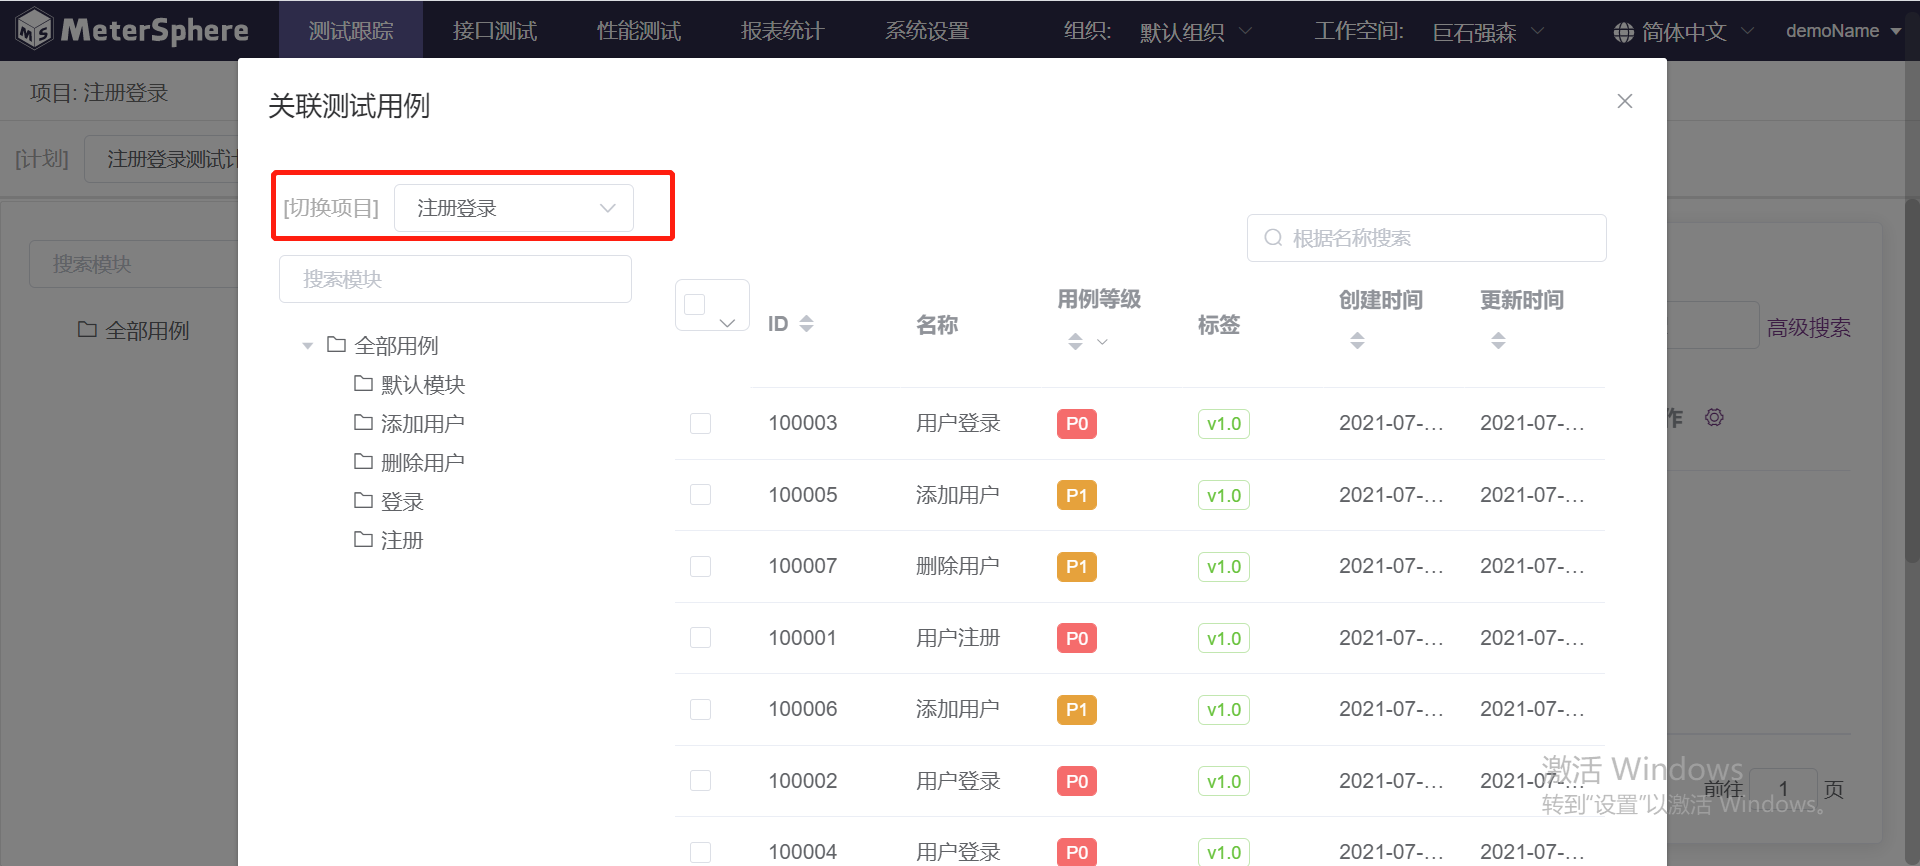 MeterSphere 测试跟踪 接口测试 性能测试 报表统计 系统设置 组织: 默认组织 工作空间: 巨石强森 简体中文 demoName
项目: 注册登录
关联测试用例
[计划] 注册登录测试计
[切换项目] 注册登录
根据名称搜索
搜索模块
搜索模块
ID 名称 用例等级 标签 创建时间 更新时间
高级搜索
全部用例
全部用例
默认模块
添加用户
删除用户
登录
注册
作
100003 用户登录 P0 v1.0 2021-07-... 2021-07-...
100005 添加用户 P1 v1.0 2021-07-... 2021-07-...
100007 删除用户 P1 v1.0 2021-07-... 2021-07-...
100001 用户注册 P0 v1.0 2021-07-... 2021-07-...
100006 添加用户 P1 v1.0 2021-07-... 2021-07-...
100002 用户登录 P0 v1.0 2021-07-... 2021-07-...
100004 用户登录 P0 v1.0 2021-07-... 2021-07-...
前往 1 页
激活 Windows
转到“设置”以激活 Windows。